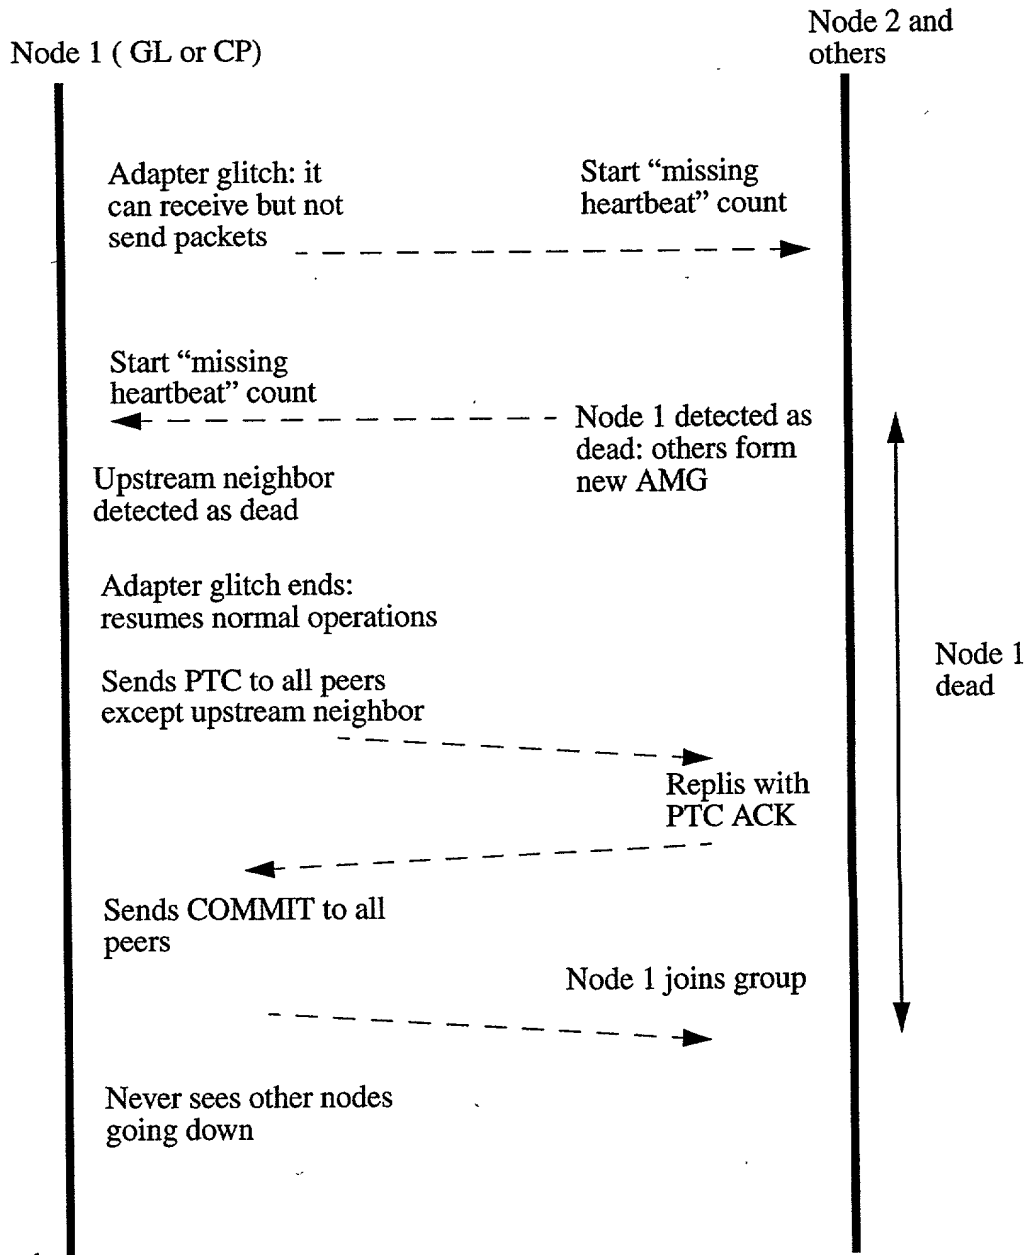 Node 1 ( GL or CP)
Node 2 and
others
Adapter glitch: it
can receive but not
send packets
Start “missing
heartbeat” count
Start “missing
heartbeat” count
Node 1 detected as
dead: others form
new AMG
Upstream neighbor
detected as dead
Adapter glitch ends:
resumes normal operations
Node 1
dead
Sends PTC to all peers
except upstream neighbor
Replis with
PTC ACK
Sends COMMIT to all
peers
Node 1 joins group
Never sees other nodes
going down